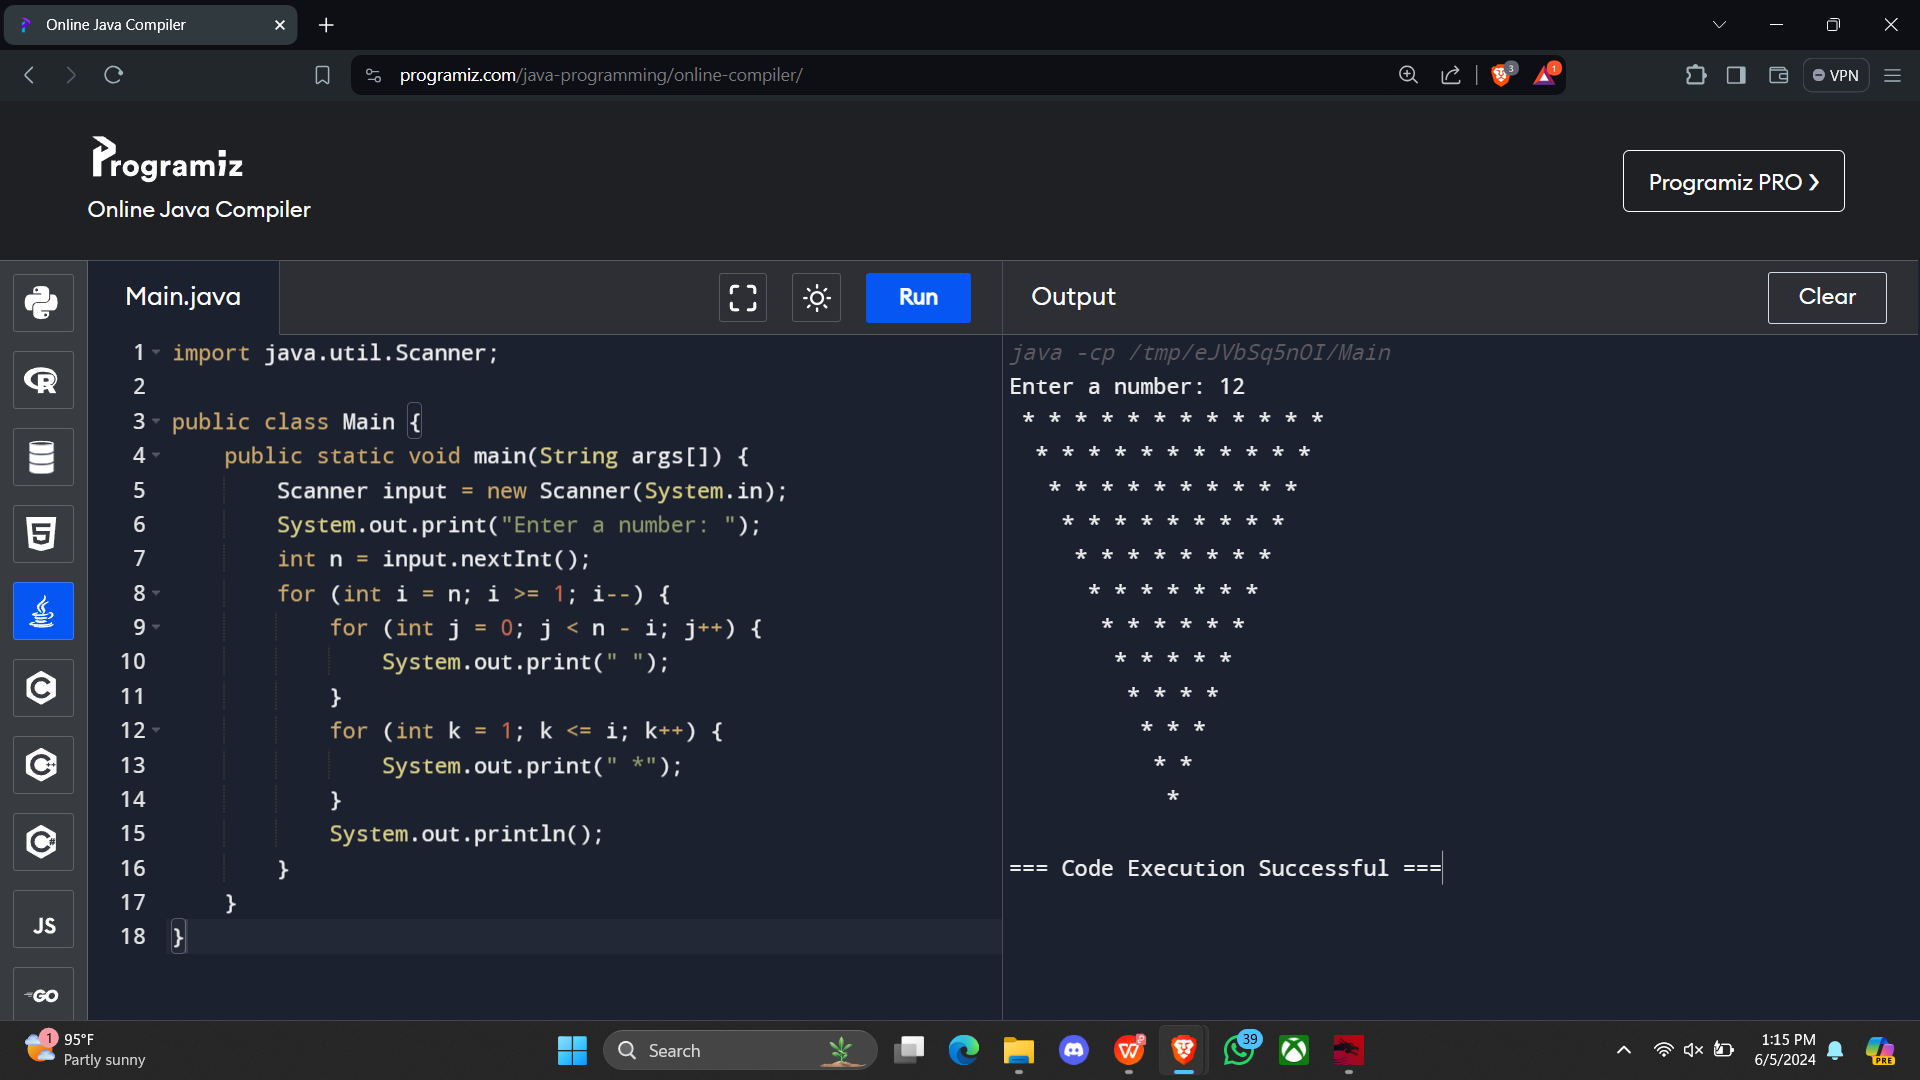 Online Java Compiler
programiz.com/java-programming/online-compiler/
3
1
VPN
Programiz
Online Java Compiler
Programiz PRO ❯
Main.java
Run
Output
Clear
1 import java.util.Scanner;
2
3 public class Main {
4     public static void main(String args[]) {
5         Scanner input = new Scanner(System.in);
6         System.out.print("Enter a number: ");
7         int n = input.nextInt();
8         for (int i = n; i >= 1; i--) {
9             for (int j = 0; j < n - i; j++) {
10                 System.out.print(" ");
11             }
12             for (int k = 1; k <= i; k++) {
13                 System.out.print(" *");
14             }
15             System.out.println();
16         }
17     }
18 }
java -cp /tmp/eJVbSq5nOI/Main
Enter a number: 12
 * * * * * * * * * * * *
  * * * * * * * * * * *
   * * * * * * * * * *
    * * * * * * * * *
     * * * * * * * *
      * * * * * * *
       * * * * * *
        * * * * *
         * * * *
          * * *
           * *
            *
=== Code Execution Successful ===
R
5
C
C++
C#
JS
GO
1
95°F
Partly sunny
Search
W
39
1:15 PM
6/5/2024
PRE